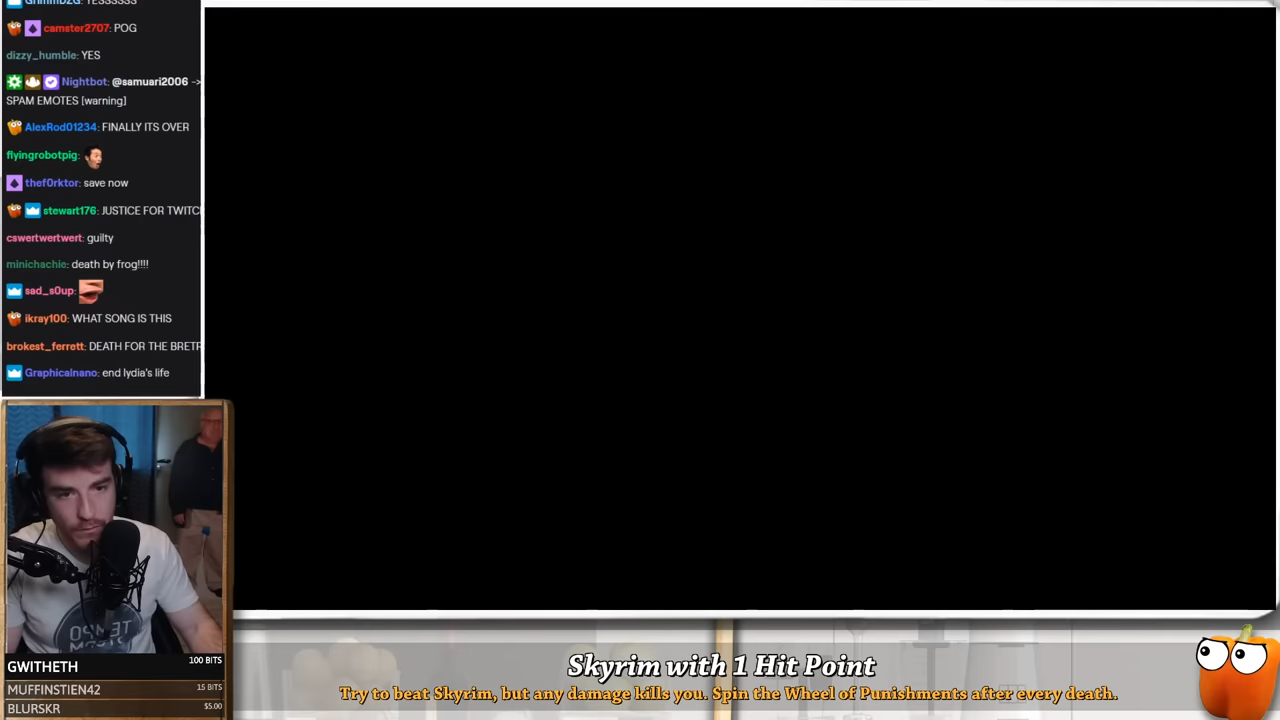 GrimmDZG: YESSSSSS
camster2707: POG
dizzy_humble: YES
Nightbot: @samuari2006 ->
SPAM EMOTES [warning]
AlexRod01234: FINALLY ITS OVER
flyingrobotpig:
thef0rktor: save now
stewart176: JUSTICE FOR TWITC
cswertwertwert: guilty
minichachie: death by frog!!!!
sad_s0up:
ikray100: WHAT SONG IS THIS
brokest_ferrett: DEATH FOR THE BRETR
Graphicalnano: end lydia's life
GWITHETH 100 BITS
MUFFINSTIEN42 15 BITS
BLURSKR $5.00
Skyrim with 1 Hit Point
Try to beat Skyrim, but any damage kills you. Spin the Wheel of Punishments after every death.